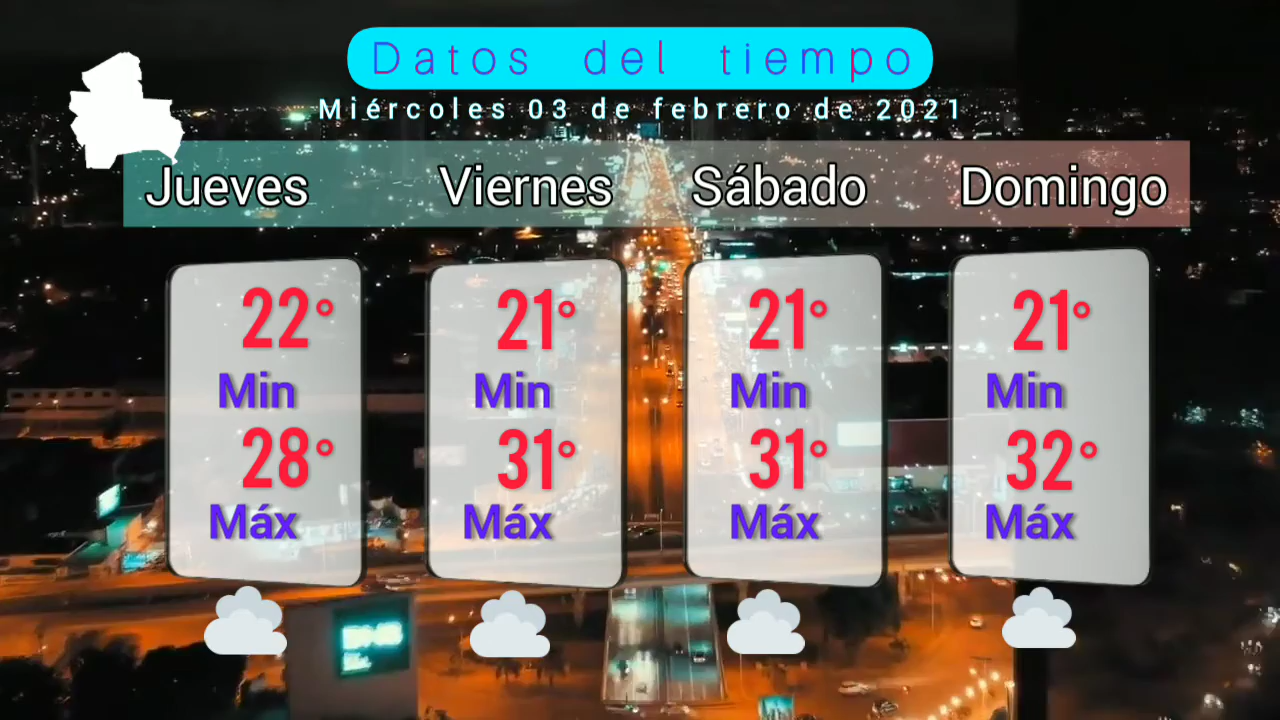 Datos del tiempo
Miércoles 03 de febrero de 2021
Jueves Viernes Sábado Domingo
22° 21° 21° 21°
Min Min Min Min
28° 31° 31° 32°
Máx Máx Máx Máx